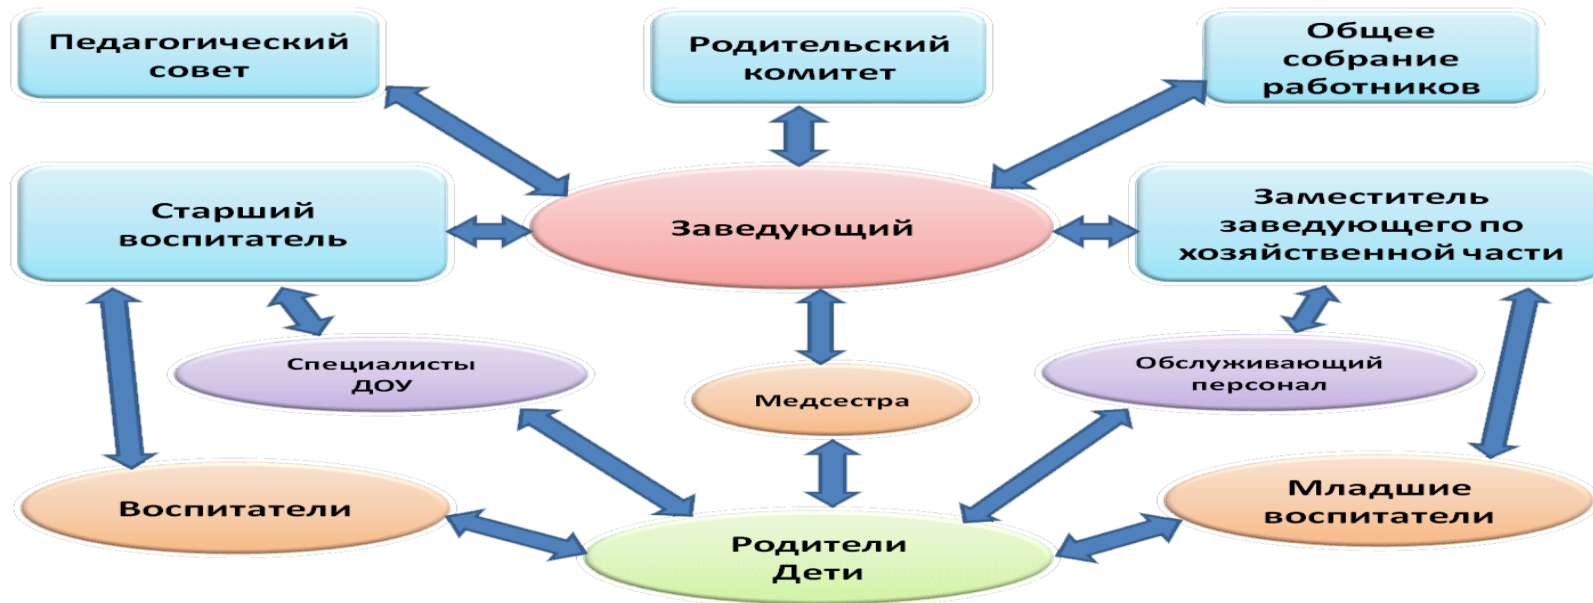 Педагогический
совет
Родительский
комитет
Общее
собрание
работников
Старший
воспитатель
Заведующий
Заместитель
заведующего по
хозяйственной части
Специалисты
ДОУ
Медсестра
Обслуживающий
персонал
Воспитатели
Родители
Дети
Младшие
воспитатели